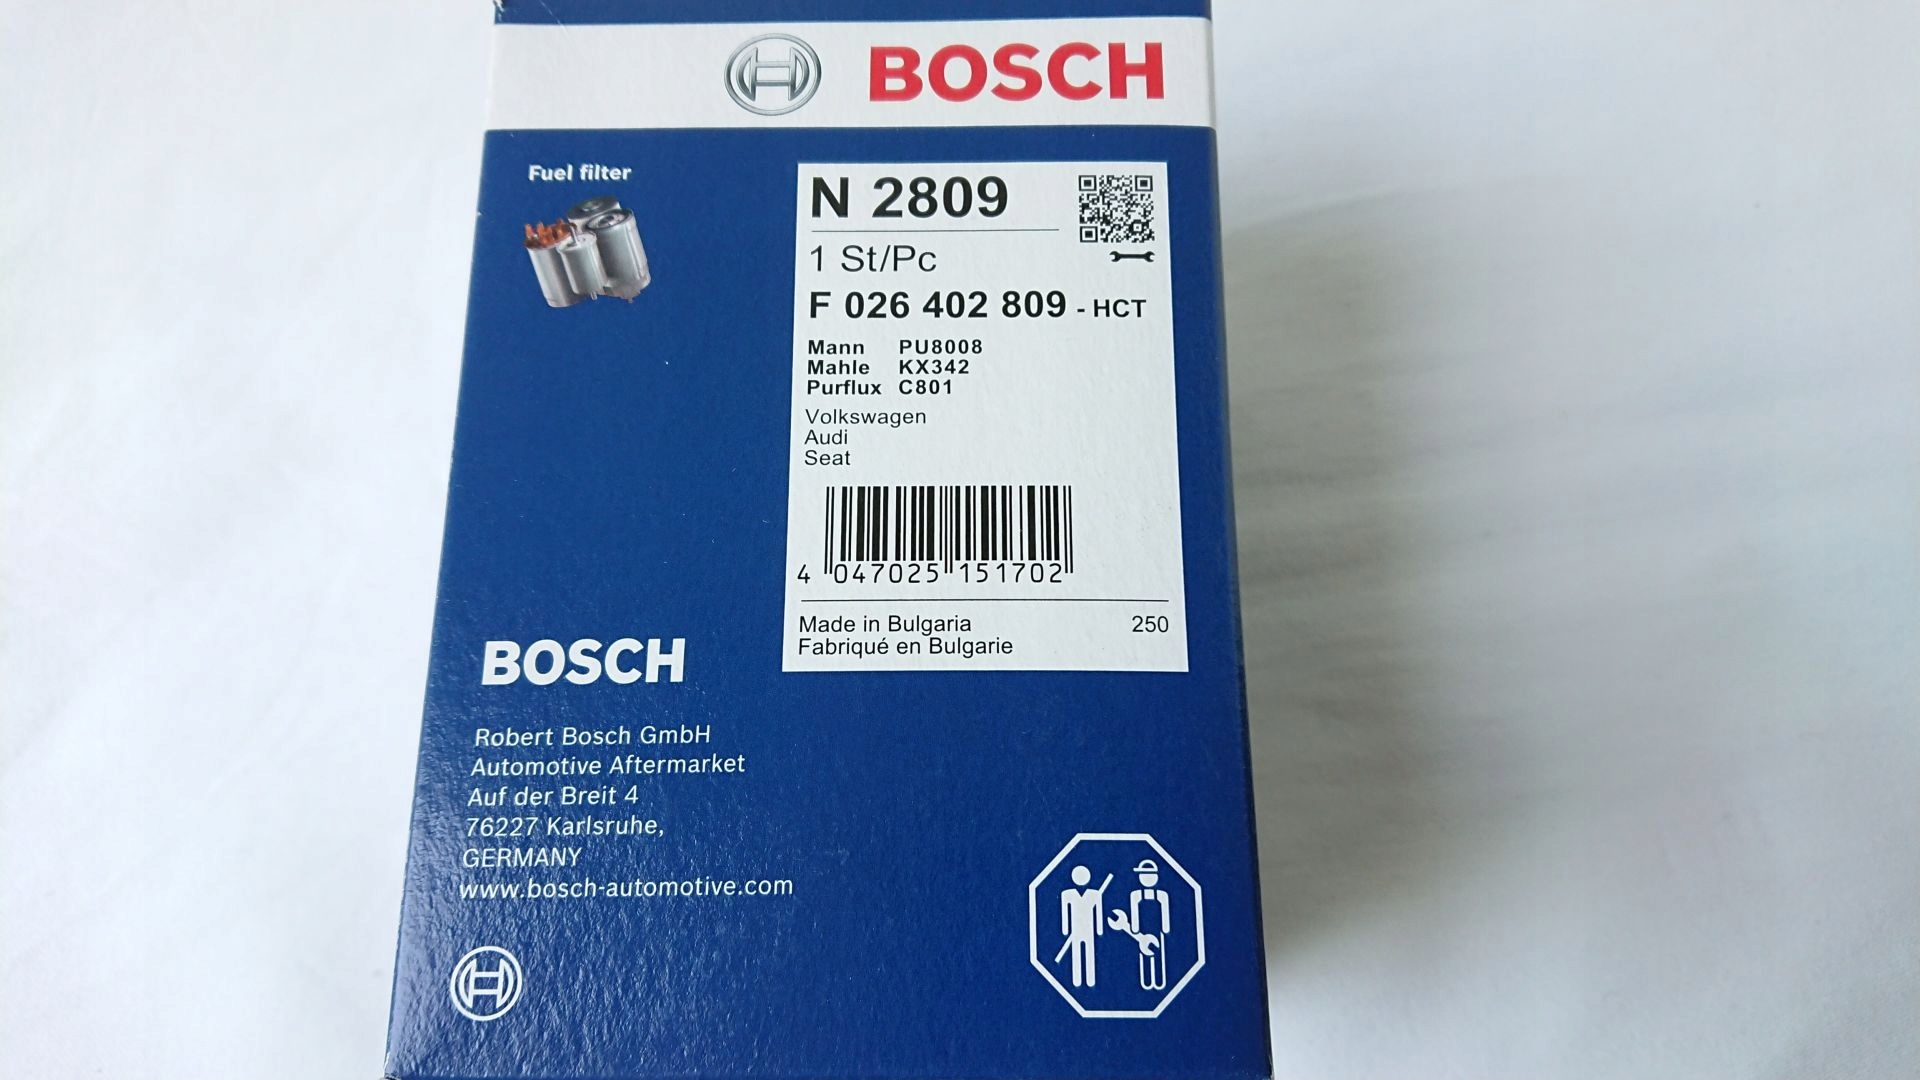 BOSCH
Fuel filter
N 2809
1 St/Pc
F 026 402 809 - HCT
Mann PU8008
Mahle KX342
Purflux C801
Volkswagen
Audi
Seat
4 047025 151702
Made in Bulgaria 250
Fabriqué en Bulgarie
BOSCH
Robert Bosch GmbH
Automotive Aftermarket
Auf der Breit 4
76227 Karlsruhe,
GERMANY
www.bosch-automotive.com